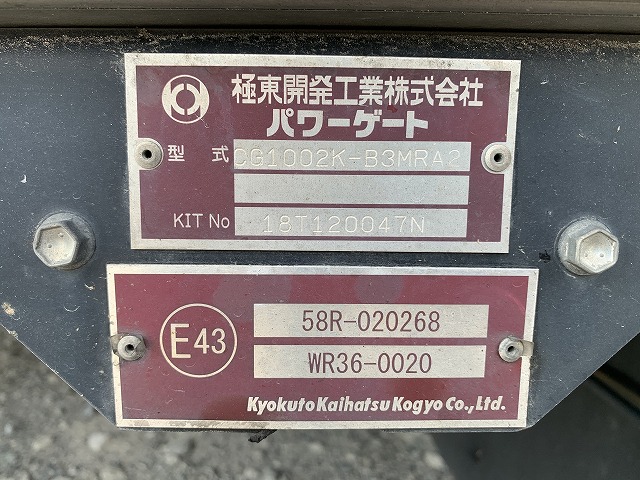 極東開発工業株式会社
パワーゲート
型式 CG1002K-B3MRA2
KIT No 18T120047N
E43
58R-020268
WR36-0020
Kyokuto Kaihatsu Kogyo Co., Ltd.